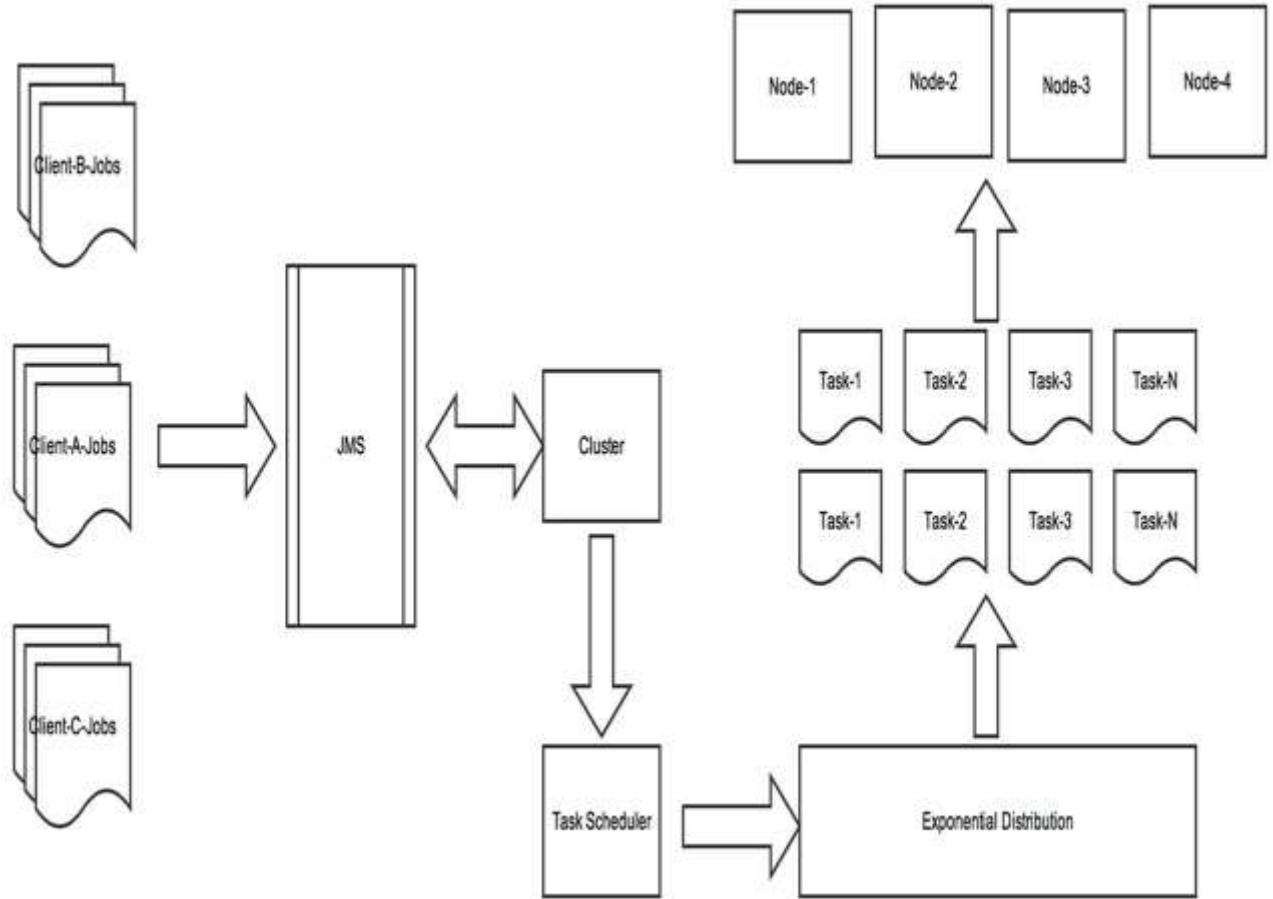 Node-1
Node-2
Node-3
Node-4
Client-B-Jobs
Client-A-Jobs
JMS
Cluster
Task-1
Task-2
Task-3
Task-N
Task-1
Task-2
Task-3
Task-N
Client-C-Jobs
Task Scheduler
Exponential Distribution